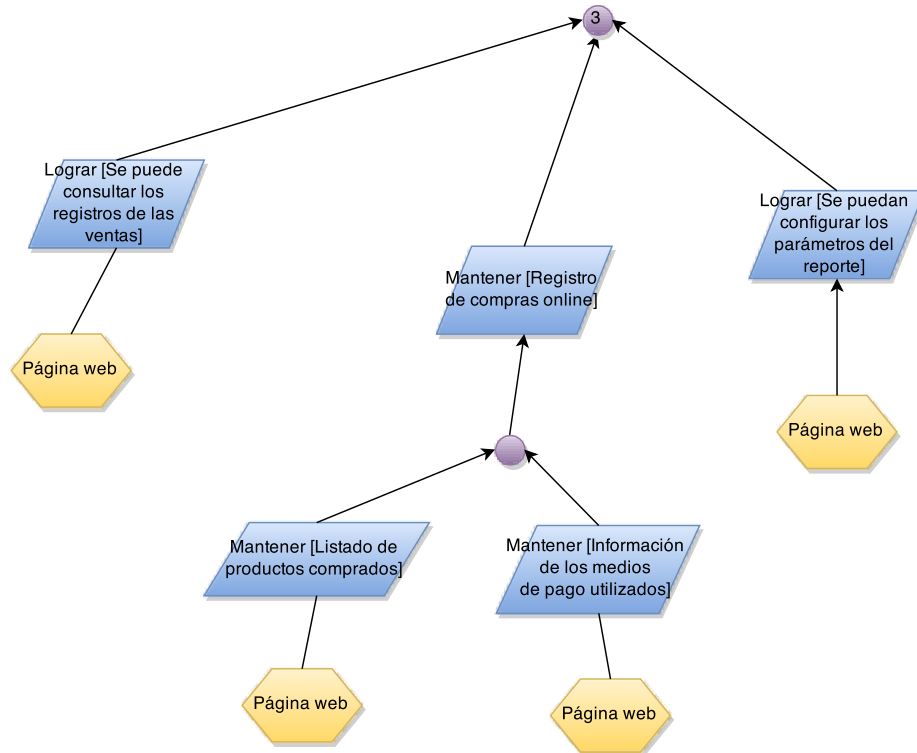 3
Lograr [Se puede
consultar los
registros de las
ventas]
Lograr [Se puedan
configurar los
parámetros del
reporte]
Mantener [Registro
de compras online]
Página web
Página web
Mantener [Listado de
productos comprados]
Mantener [Información
de los medios
de pago utilizados]
Página web
Página web